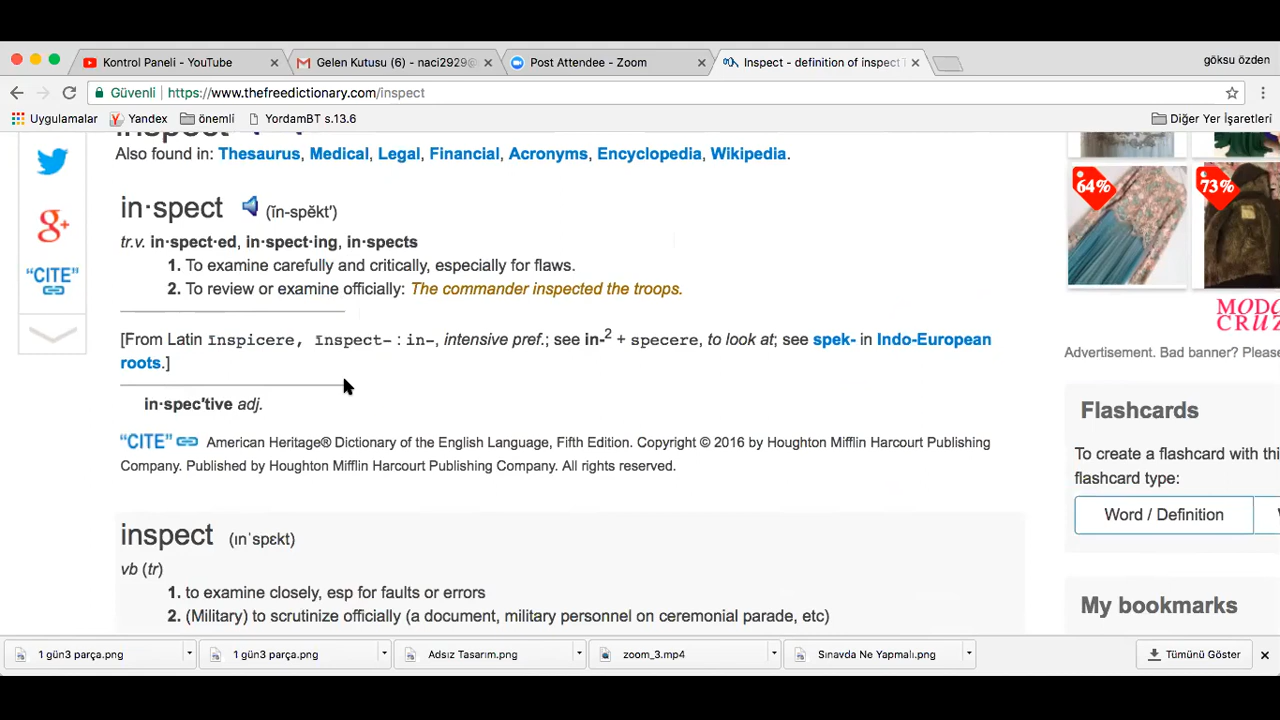 Kontrol Paneli - YouTube
Gelen Kutusu (6) - naci2929@
Post Attendee - Zoom
Inspect - definition of inspect
göksu özden
Güvenli https://www.thefreedictionary.com/inspect
Uygulamalar Yandex önemli YordamBT s.13.6 Diğer Yer İşaretleri
inspect
Also found in: Thesaurus, Medical, Legal, Financial, Acronyms, Encyclopedia, Wikipedia.
64%
73%
in·spect (ĭn-spĕkt′)
tr.v. in·spect·ed, in·spect·ing, in·spects
1. To examine carefully and critically, especially for flaws.
2. To review or examine officially: The commander inspected the troops.
"CITE"
[From Latin Inspicere, Inspect- : in-, intensive pref.; see in-2 + specere, to look at; see spek- in Indo-European
roots.]
in·spec′tive adj.
"CITE" American Heritage® Dictionary of the English Language, Fifth Edition. Copyright © 2016 by Houghton Mifflin Harcourt Publishing
Company. Published by Houghton Mifflin Harcourt Publishing Company. All rights reserved.
inspect (ɪnˈspɛkt)
vb (tr)
1. to examine closely, esp for faults or errors
2. (Military) to scrutinize officially (a document, military personnel on ceremonial parade, etc)
MODA
CRUZ
Advertisement. Bad banner? Please
Flashcards
To create a flashcard with thi
flashcard type:
Word / Definition
My bookmarks
1 gün3 parça.png
1 gün3 parça.png
Adsız Tasarım.png
zoom_3.mp4
Sınavda Ne Yapmalı.png
Tümünü Göster